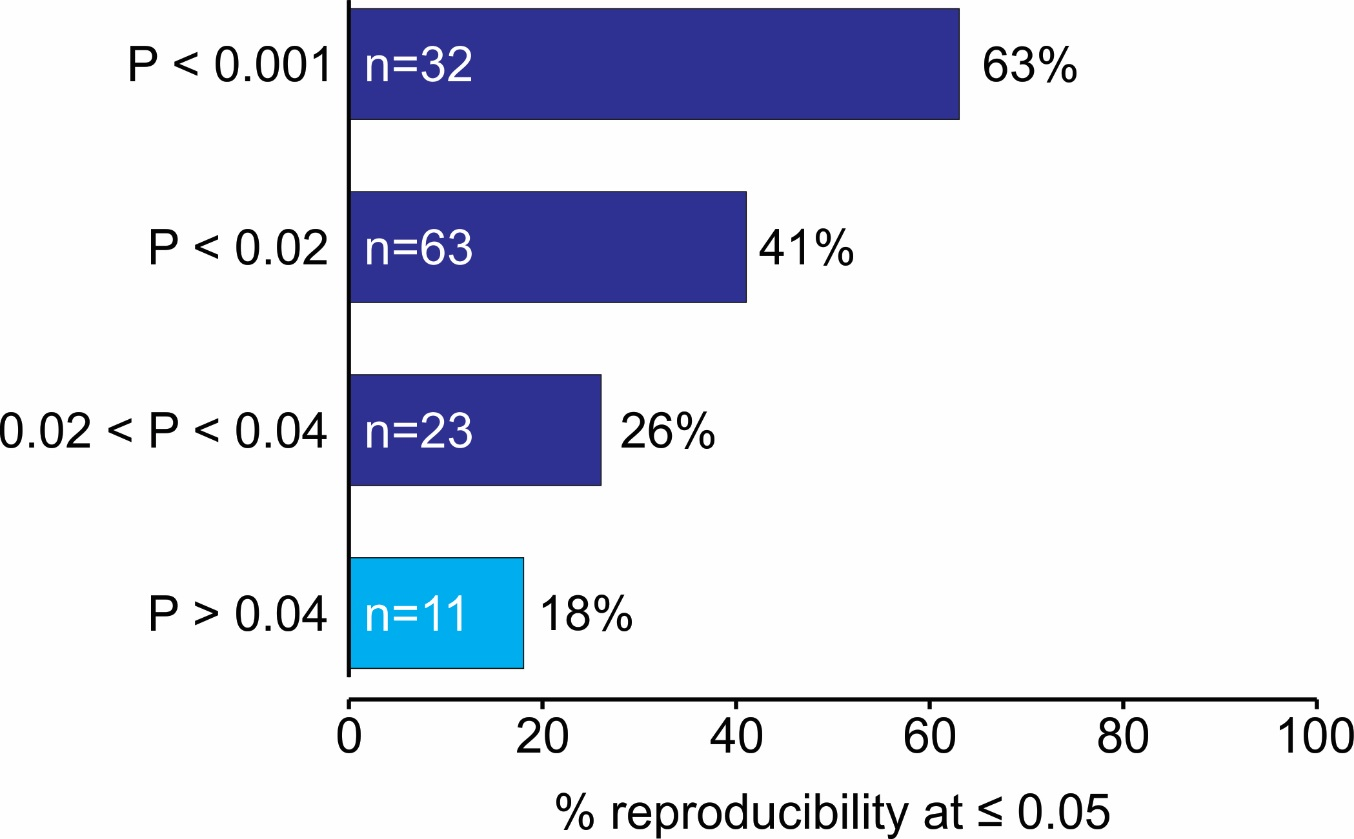 P < 0.001 n=32 63%
P < 0.02 n=63 41%
0.02 < P < 0.04 n=23 26%
P > 0.04 n=11 18%
0 20 40 60 80 100
% reproducibility at ≤ 0.05